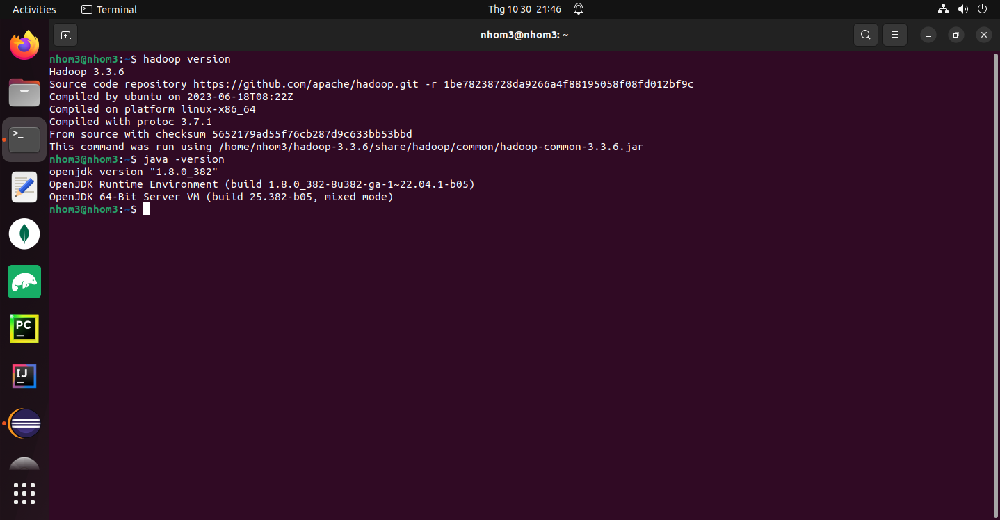 Activities
Terminal
Thg 10 30 21:46
nhom3@nhom3: ~
nhom3@nhom3:~$ hadoop version
Hadoop 3.3.6
Source code repository https://github.com/apache/hadoop.git -r 1be78238728da9266a4f88195058f08fd012bf9c
Compiled by ubuntu on 2023-06-18T08:22Z
Compiled on platform linux-x86_64
Compiled with protoc 3.7.1
From source with checksum 5652179ad55f76cb287d9c633bb53bbd
This command was run using /home/nhom3/hadoop-3.3.6/share/hadoop/common/hadoop-common-3.3.6.jar
nhom3@nhom3:~$ java -version
openjdk version "1.8.0_382"
OpenJDK Runtime Environment (build 1.8.0_382-8u382-ga-1~22.04.1-b05)
OpenJDK 64-Bit Server VM (build 25.382-b05, mixed mode)
nhom3@nhom3:~$
>_
PC
IJ